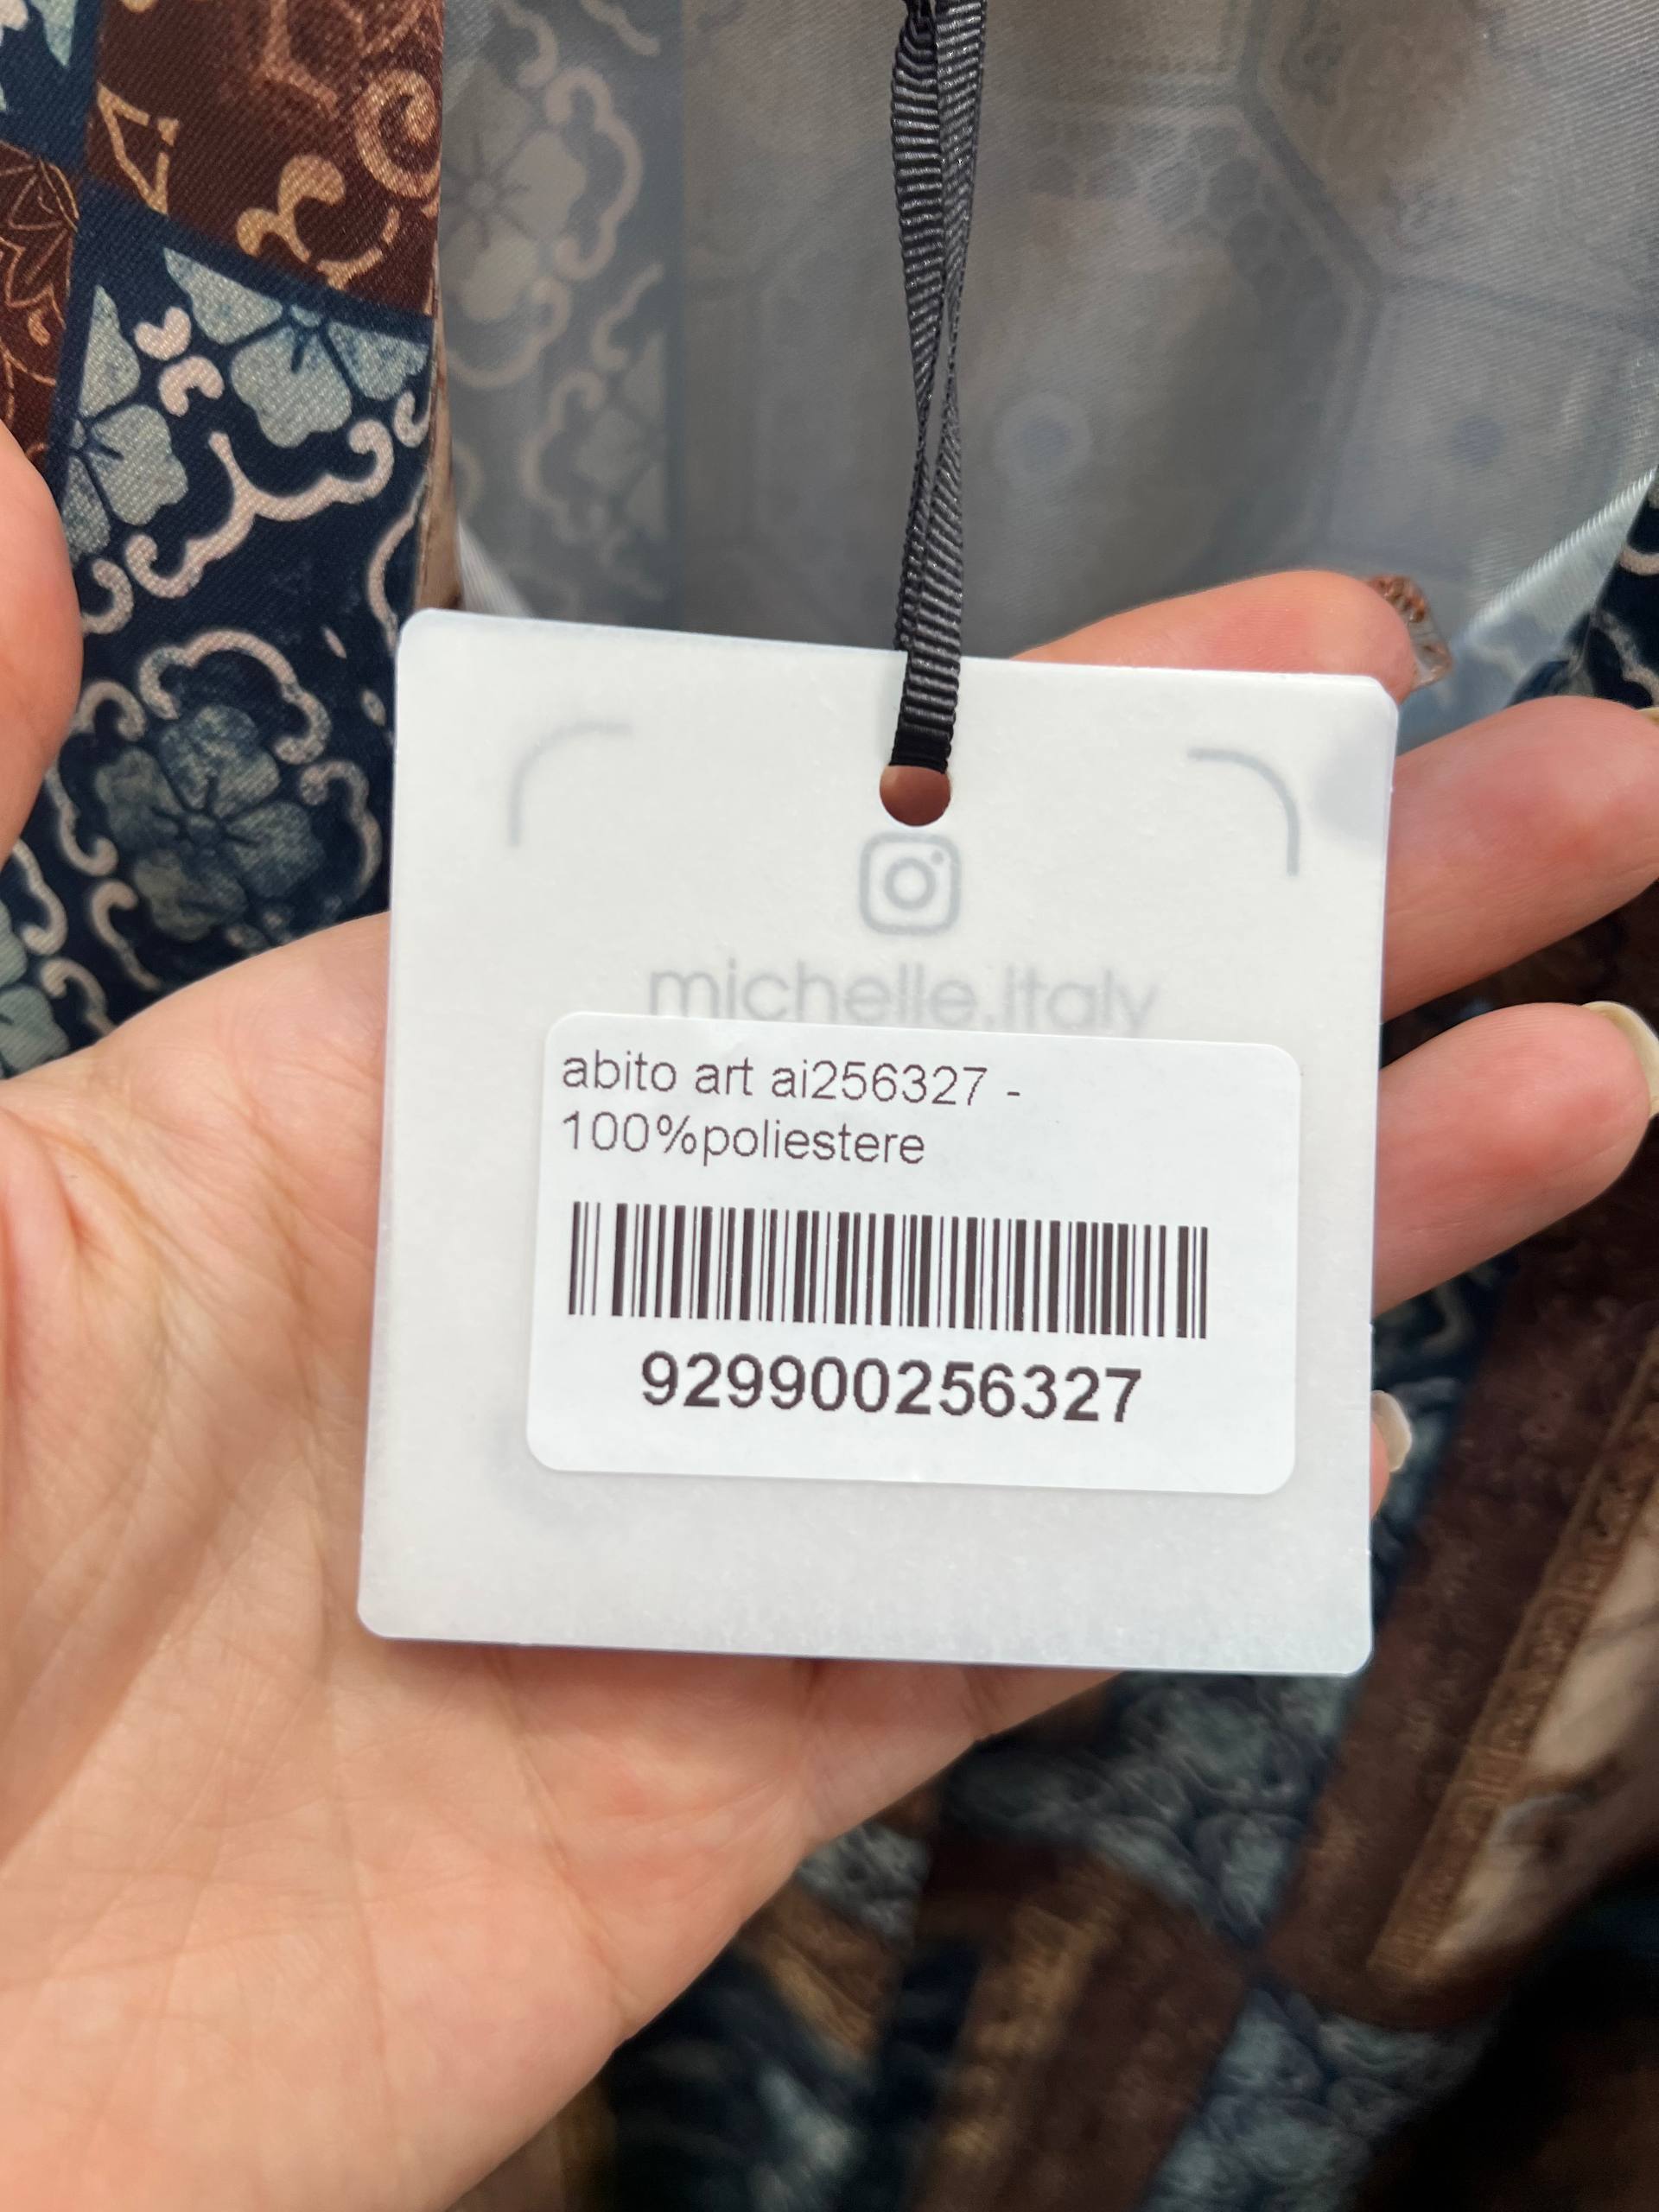 michelle.italy
abito art ai256327 -
100%poliestere
929900256327